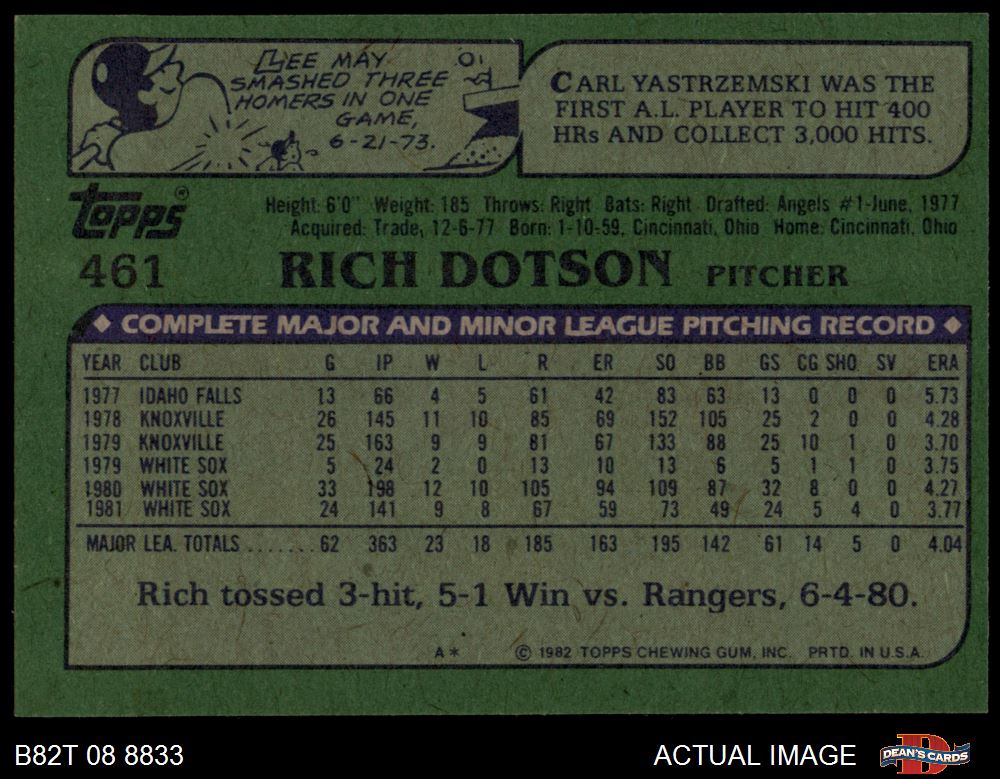 LEE MAY
SMASHED THREE
HOMERS IN ONE
GAME,
6-21-73.
CARL YASTRZEMSKI WAS THE
FIRST A.L. PLAYER TO HIT 400
HRs AND COLLECT 3,000 HITS.
Topps®
Height: 6'0" Weight: 185 Throws: Right Bats: Right Drafted: Angels #1-June, 1977
Acquired: Trade, 12-6-77 Born: 1-10-59, Cincinnati, Ohio Home: Cincinnati, Ohio
461 RICH DOTSON PITCHER
◆ COMPLETE MAJOR AND MINOR LEAGUE PITCHING RECORD ◆
YEAR CLUB G IP W L R ER SO BB GS CG SHO SV ERA
1977 IDAHO FALLS 13 66 4 5 61 42 83 63 13 0 0 0 5.73
1978 KNOXVILLE 26 145 11 10 85 69 152 105 25 2 0 0 4.28
1979 KNOXVILLE 25 163 9 9 81 67 133 88 25 10 1 0 3.70
1979 WHITE SOX 5 24 2 0 13 10 13 6 5 1 1 0 3.75
1980 WHITE SOX 33 198 12 10 105 94 109 87 32 8 0 0 4.27
1981 WHITE SOX 24 141 9 8 67 59 73 49 24 5 4 0 3.77
MAJOR LEA. TOTALS ....... 62 363 23 18 185 163 195 142 61 14 5 0 4.04
Rich tossed 3-hit, 5-1 Win vs. Rangers, 6-4-80.
A* © 1982 TOPPS CHEWING GUM, INC. PRTD. IN U.S.A.
B82T 08 8833 ACTUAL IMAGE DEAN'S CARDS